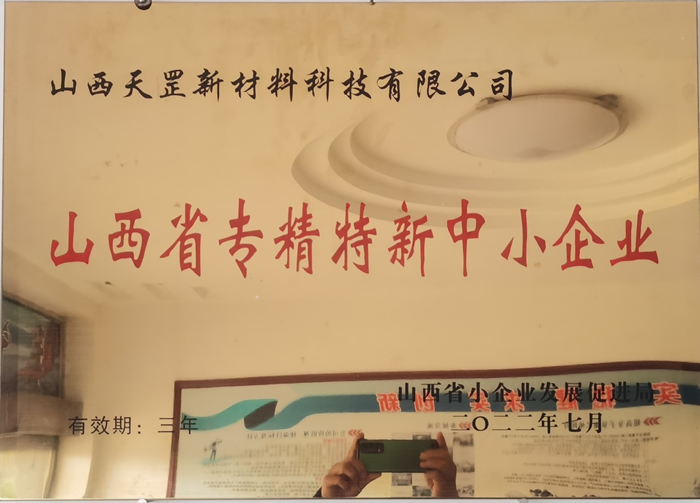 山西天罡新材料科技有限公司
山西省专精特新中小企业
山西省小企业发展促进局
有效期：三年
二〇二二年七月